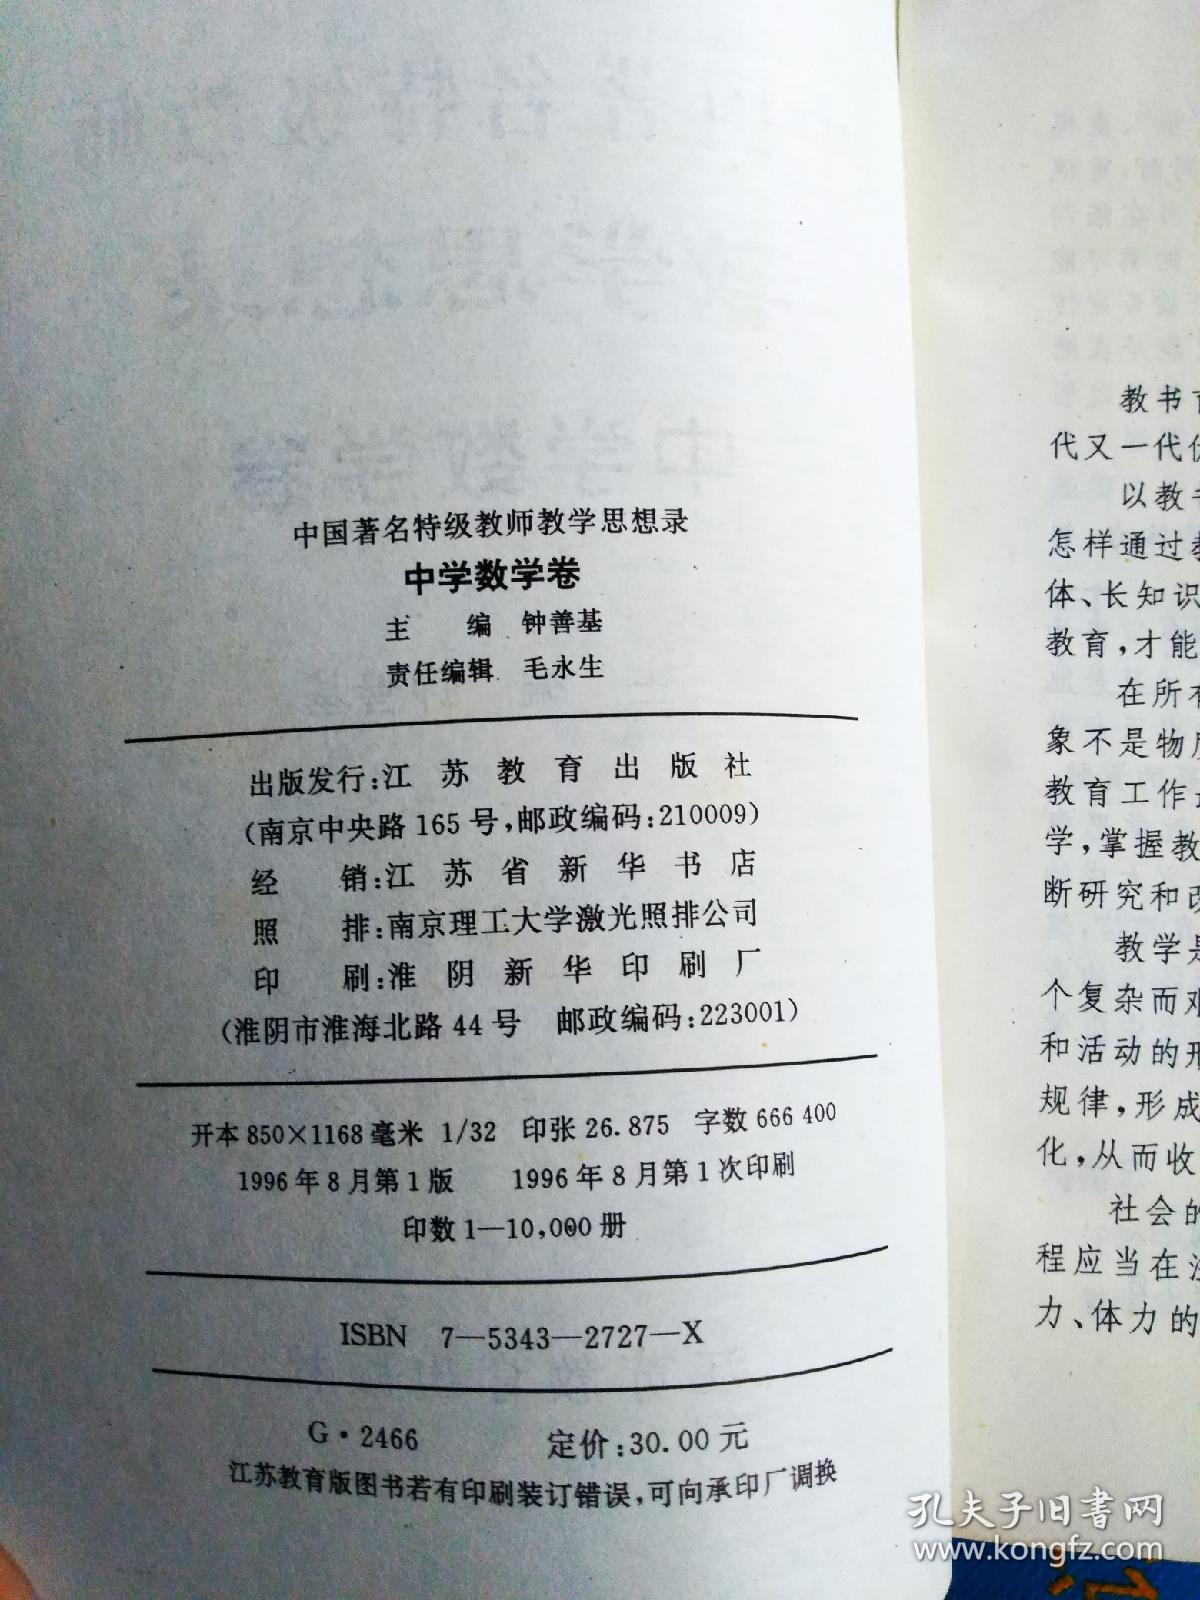 中国著名特级教师教学思想录
中学数学卷
主 编 钟善基
责任编辑 毛永生
出版发行:江苏教育出版社
(南京中央路165号,邮政编码:210009)
经 销:江苏省新华书店
照 排:南京理工大学激光照排公司
印 刷:淮阴新华印刷厂
(淮阴市淮海北路44号 邮政编码:223001)
开本850×1168毫米 1/32 印张26.875 字数666 400
1996年8月第1版 1996年8月第1次印刷
印数1—10,000册
ISBN 7—5343—2727—X
G·2466 定价:30.00元
江苏教育版图书若有印刷装订错误,可向承印厂调换
教书
代又一代
以教
怎样通过
体、长知识
教育,才能
在所
象不是物
教育工作
学,掌握教
断研究和
教学是
个复杂而
和活动的
规律,形成
化,从而收
社会的
程应当在
力、体力的
孔夫子旧书网
www.kongfz.com